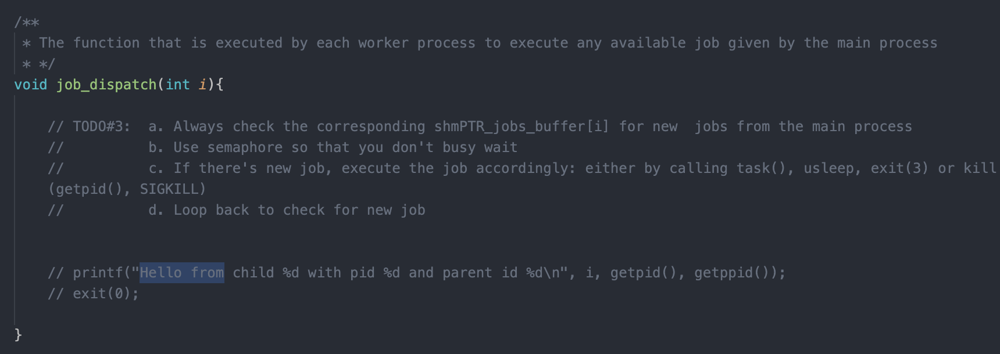 /**
* The function that is executed by each worker process to execute any available job given by the main process
* */
void job_dispatch(int i){
// TODO#3:  a. Always check the corresponding shmPTR_jobs_buffer[i] for new  jobs from the main process
//          b. Use semaphore so that you don't busy wait
//          c. If there's new job, execute the job accordingly: either by calling task(), usleep, exit(3) or kill
(getpid(), SIGKILL)
//          d. Loop back to check for new job
// printf("Hello from child %d with pid %d and parent id %d\n", i, getpid(), getppid());
// exit(0);
}